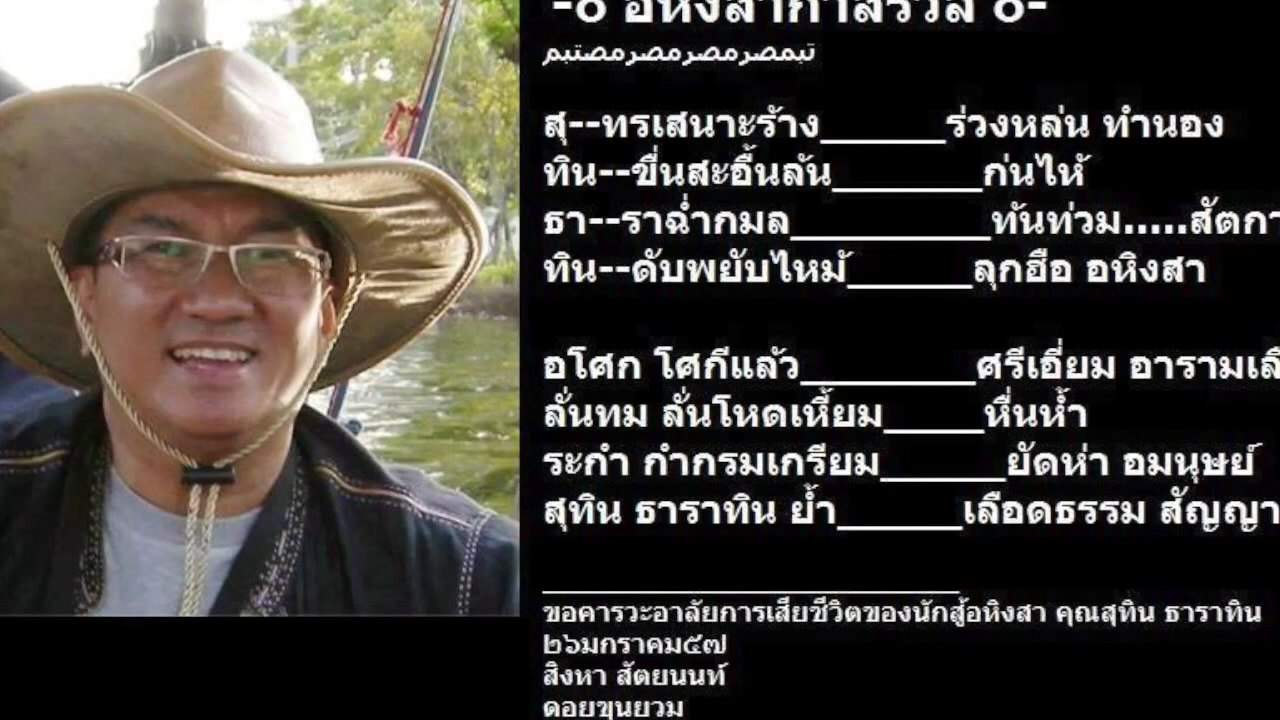 -๐ อหิงสากำสรวล ๐-
สุ--ทรเสนาะร้าง______ร่วงหล่น ทำนอง
ทิน--ขื่นสะอื้นลัน_______ก่นไห้
ธา--ราฉ่ำกมล__________ทันท่วม.....สัตกา
ทิน--ดับพยับไหม้______ลุกฮือ อหิงสา
อโศก โศกีแล้ว________ศรีเอี่ยม อารามเลื
ลั่นทม ลั่นโหดเหี้ยม_____หื่นห้ำ
ระกำ กำกรมเกรียม______ยัดห่า อมนุษย์
สุทิน ธาราทิน ย้ำ______เลือดธรรม สัญญา
ขอคารวะอาลัยการเสียชีวิตของนักสู้อหิงสา คุณสุทิน ธาราทิน
๒๖มกราคม๕๗
สิงหา สัตยนนท์
ดอยขุนยวม